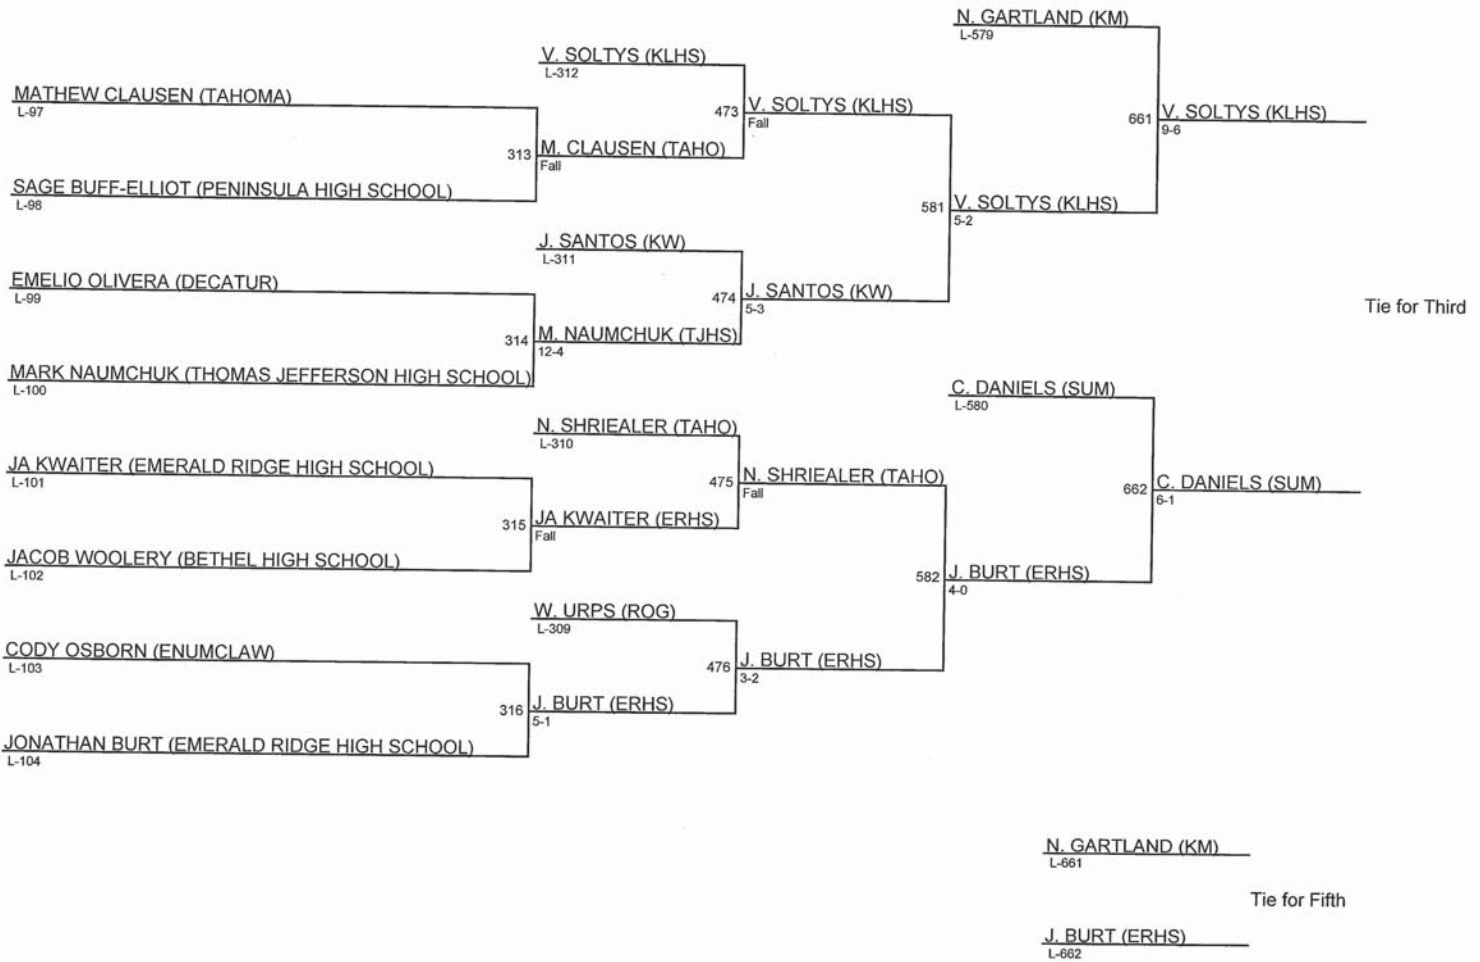 N. GARTLAND (KM)
L-579
V. SOLTYS (KLHS)
L-312
MATHEW CLAUSEN (TAHOMA)
L-97
473 V. SOLTYS (KLHS)
Fall
661 V. SOLTYS (KLHS)
9-6
313 M. CLAUSEN (TAHO)
Fall
SAGE BUFF-ELLIOT (PENINSULA HIGH SCHOOL)
L-98
581 V. SOLTYS (KLHS)
5-2
J. SANTOS (KW)
L-311
EMELIO OLIVERA (DECATUR)
L-99
474 J. SANTOS (KW)
5-3
Tie for Third
314 M. NAUMCHUK (TJHS)
12-4
MARK NAUMCHUK (THOMAS JEFFERSON HIGH SCHOOL)
L-100
C. DANIELS (SUM)
L-580
N. SHRIEALER (TAHO)
L-310
JA KWAITER (EMERALD RIDGE HIGH SCHOOL)
L-101
475 N. SHRIEALER (TAHO)
Fall
662 C. DANIELS (SUM)
6-1
315 JA KWAITER (ERHS)
Fall
JACOB WOOLERY (BETHEL HIGH SCHOOL)
L-102
582 J. BURT (ERHS)
4-0
W. URPS (ROG)
L-309
CODY OSBORN (ENUMCLAW)
L-103
476 J. BURT (ERHS)
3-2
316 J. BURT (ERHS)
5-1
JONATHAN BURT (EMERALD RIDGE HIGH SCHOOL)
L-104
N. GARTLAND (KM)
L-661
Tie for Fifth
J. BURT (ERHS)
L-662